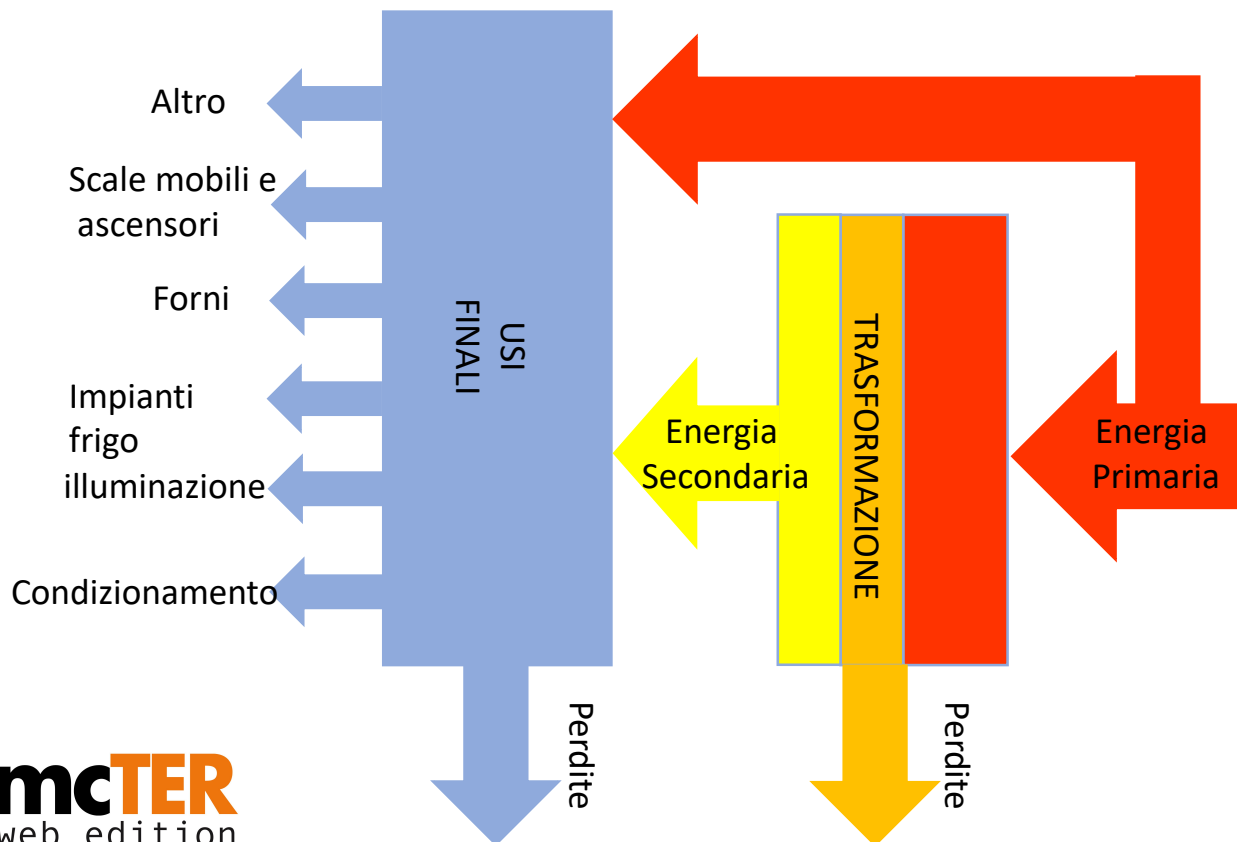 Altro
Scale mobili e
ascensori
Forni
Impianti
frigo
illuminazione
Condizionamento
USI
FINALI
Perdite
Energia
Secondaria
TRASFORMAZIONE
Perdite
Energia
Primaria
mcTER
web edition